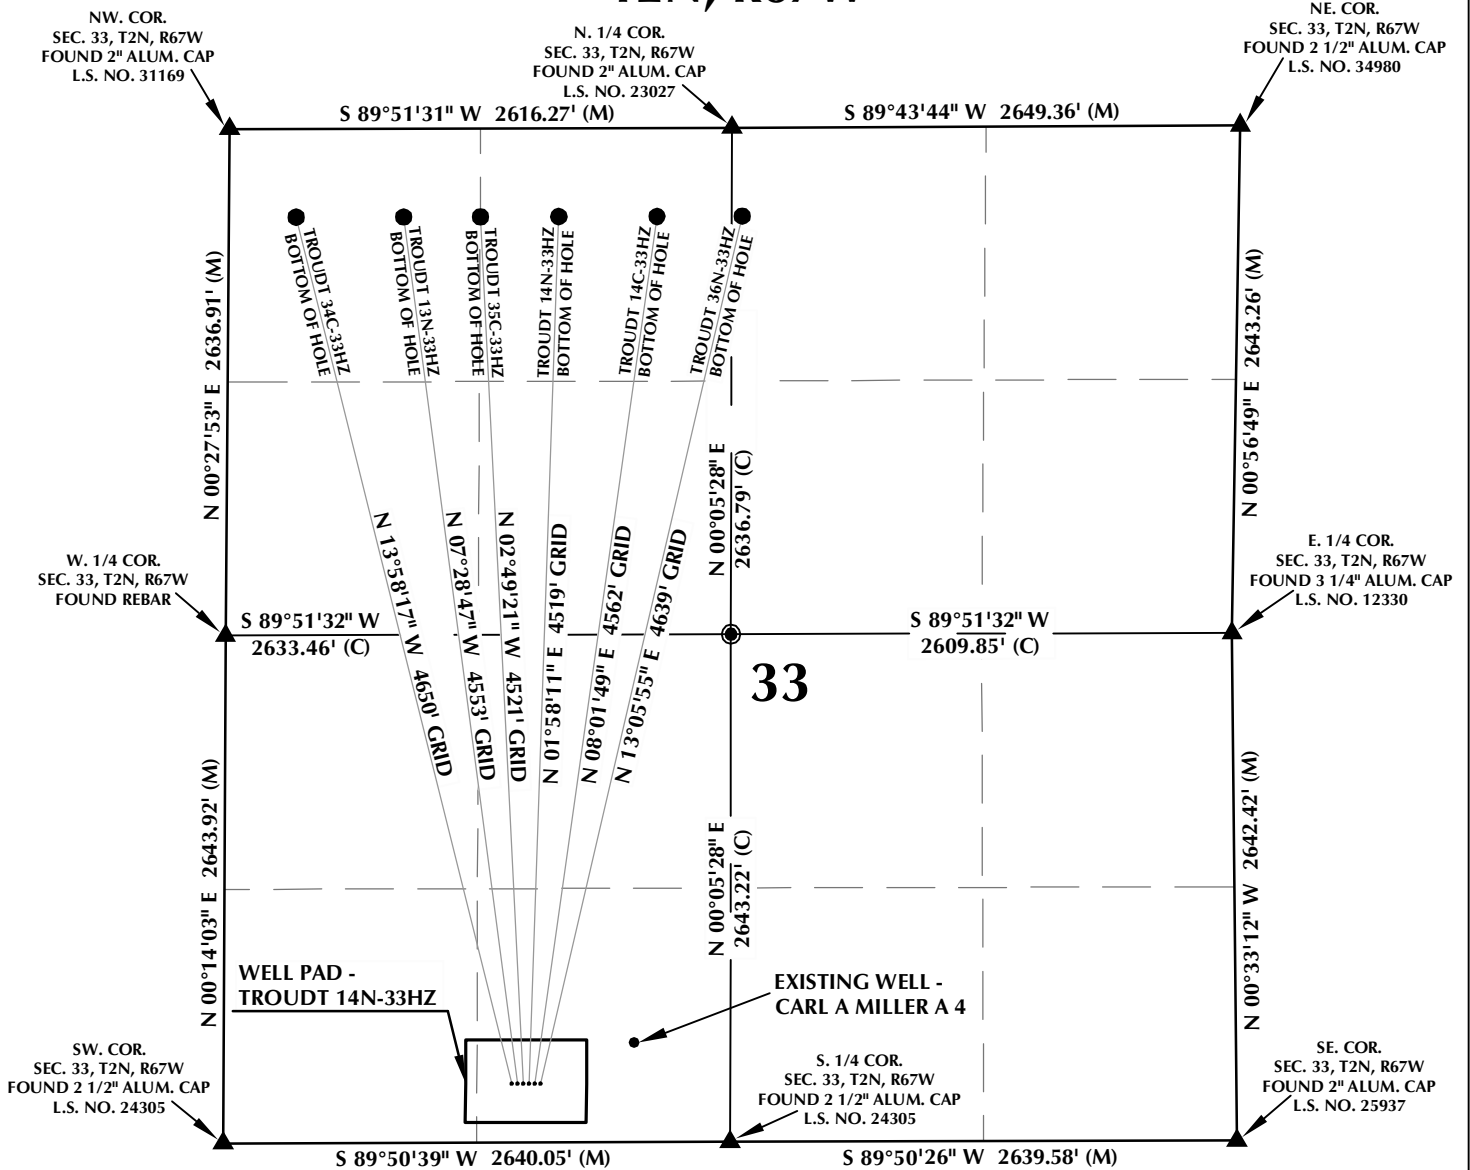 T2N, R67W
NW. COR.
SEC. 33, T2N, R67W
FOUND 2" ALUM. CAP
L.S. NO. 31169
N. 1/4 COR.
SEC. 33, T2N, R67W
FOUND 2" ALUM. CAP
L.S. NO. 23027
NE. COR.
SEC. 33, T2N, R67W
FOUND 2 1/2" ALUM. CAP
L.S. NO. 34980
S 89°51'31" W 2616.27' (M)
S 89°43'44" W 2649.36' (M)
TROUDT 34C-33HZ
BOTTOM OF HOLE
TROUDT 13N-33HZ
BOTTOM OF HOLE
TROUDT 35C-33HZ
BOTTOM OF HOLE
TROUDT 14N-33HZ
BOTTOM OF HOLE
TROUDT 14C-33HZ
BOTTOM OF HOLE
TROUDT 36N-33HZ
BOTTOM OF HOLE
N 00°27'53" E 2636.91' (M)
N 00°05'28" E
2636.79' (C)
N 00°56'49" E 2643.26' (M)
N 13°58'17" W 4650' GRID
N 07°28'47" W 4553' GRID
N 02°49'21" W 4521' GRID
N 01°58'11" E 4519' GRID
N 08°01'49" E 4562' GRID
N 13°05'55" E 4639' GRID
W. 1/4 COR.
SEC. 33, T2N, R67W
FOUND REBAR
E. 1/4 COR.
SEC. 33, T2N, R67W
FOUND 3 1/4" ALUM. CAP
L.S. NO. 12330
S 89°51'32" W
2633.46' (C)
S 89°51'32" W
2609.85' (C)
33
N 00°14'03" E 2643.92' (M)
N 00°05'28" E
2643.22' (C)
N 00°33'12" W 2642.42' (M)
WELL PAD -
TROUDT 14N-33HZ
EXISTING WELL -
CARL A MILLER A 4
SW. COR.
SEC. 33, T2N, R67W
FOUND 2 1/2" ALUM. CAP
L.S. NO. 24305
S. 1/4 COR.
SEC. 33, T2N, R67W
FOUND 2 1/2" ALUM. CAP
L.S. NO. 24305
SE. COR.
SEC. 33, T2N, R67W
FOUND 2" ALUM. CAP
L.S. NO. 25937
S 89°50'39" W 2640.05' (M)
S 89°50'26" W 2639.58' (M)